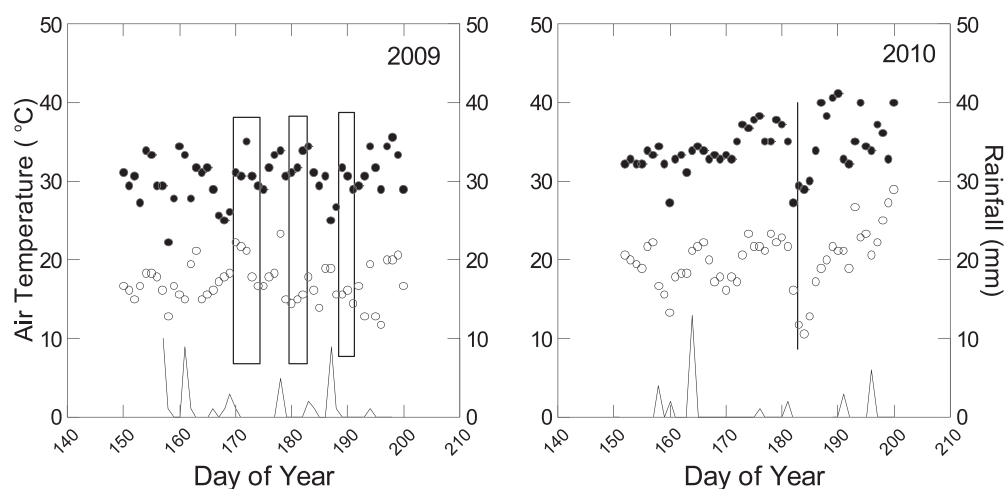 50 50 50 50
2009 2010
40 40 40 40
30 30 30 30
20 20 20 20
10 10 10 10
0 0 0 0
Air Temperature ( °C)
Rainfall (mm)
140 150 160 170 180 190 200 210 140 150 160 170 180 190 200 210
Day of Year Day of Year